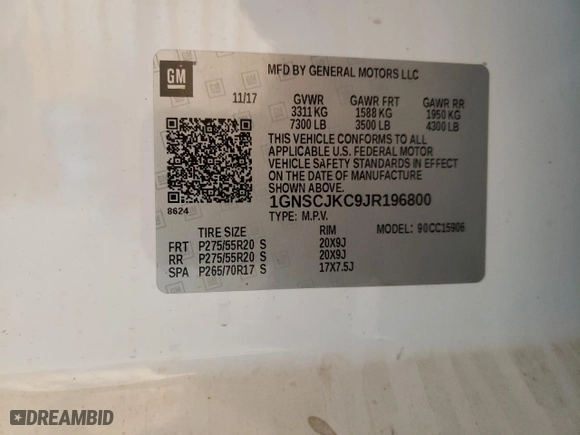 GM
MFD BY GENERAL MOTORS LLC
11/17 GVWR GAWR FRT GAWR RR
3311 KG 1588 KG 1950 KG
7300 LB 3500 LB 4300 LB
THIS VEHICLE CONFORMS TO ALL
APPLICABLE U.S. FEDERAL MOTOR
VEHICLE SAFETY STANDARDS IN EFFECT
ON THE DATE OF MANUFACTURE
SHOWN ABOVE.
8624 1GNSCJKC9JR196800
TYPE: M.P.V. MODEL: 90CC15906
TIRE SIZE RIM
FRT P275/55R20 S 20X9J
RR P275/55R20 S 20X9J
SPA P265/70R17 S 17X7.5J
DREAMBID